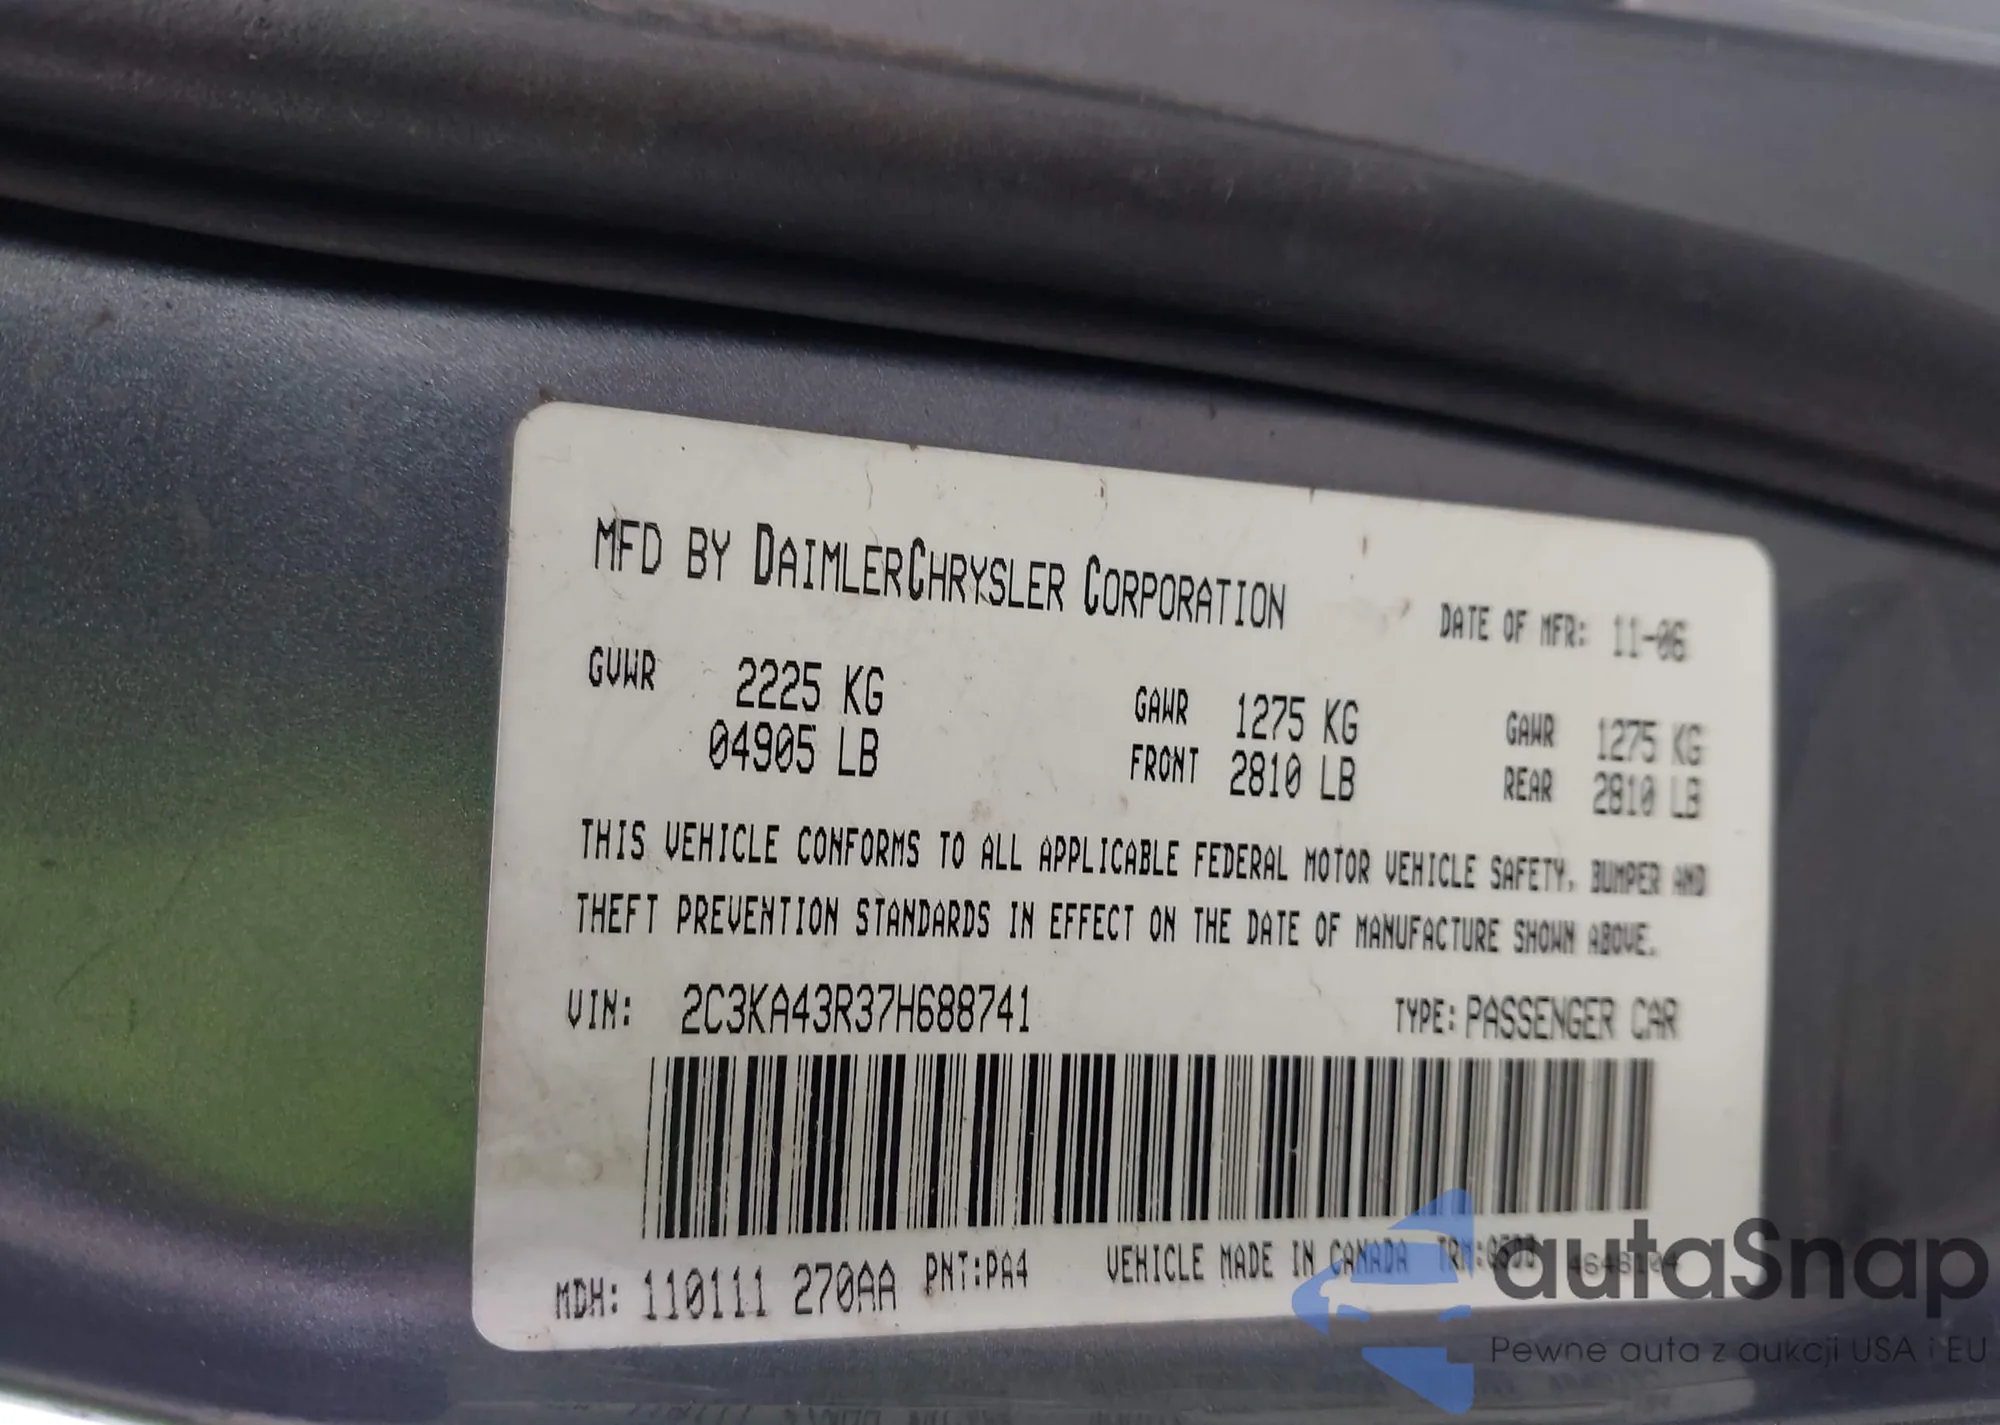 MFD BY DAIMLERCHRYSLER CORPORATION
DATE OF MFR: 11-06
GVWR 2225 KG GAWR 1275 KG GAWR 1275 KG
04905 LB FRONT 2810 LB REAR 2810 LB
THIS VEHICLE CONFORMS TO ALL APPLICABLE FEDERAL MOTOR VEHICLE SAFETY, BUMPER AND
THEFT PREVENTION STANDARDS IN EFFECT ON THE DATE OF MANUFACTURE SHOWN ABOVE.
VIN: 2C3KA43R37H688741 TYPE: PASSENGER CAR
MDH: 110111 270AA PNT:PA4 VEHICLE MADE IN CANADA
autaSnap
Pewne auta z aukcji USA i EU